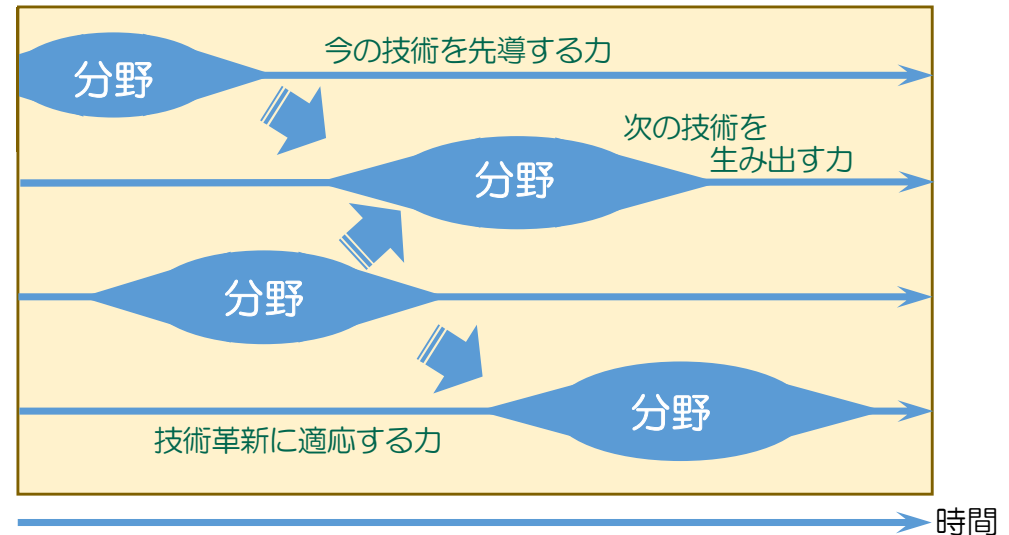 分野
今の技術を先導する力
次の技術を
生み出す力
分野
分野
分野
技術革新に適応する力
時間